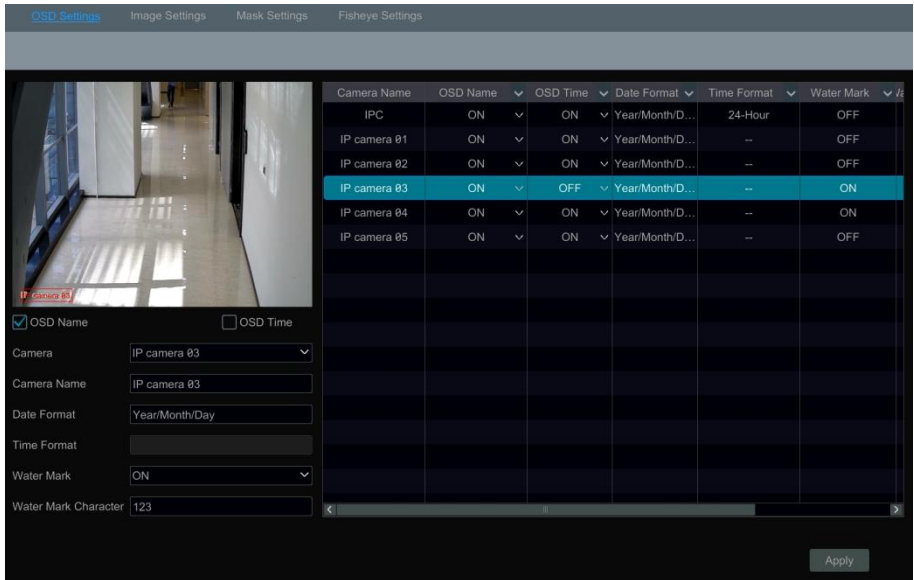 OSD Settings Image Settings Mask Settings Fisheye Settings
Camera Name OSD Name OSD Time Date Format Time Format Water Mark
IPC ON ON Year/Month/D... 24-Hour OFF
IP camera 01 ON ON Year/Month/D... -- OFF
IP camera 02 ON ON Year/Month/D... -- OFF
IP camera 03 ON OFF Year/Month/D... -- ON
IP camera 04 ON ON Year/Month/D... -- ON
IP camera 05 ON ON Year/Month/D... -- OFF
IP camera 03
OSD Name OSD Time
Camera IP camera 03
Camera Name IP camera 03
Date Format Year/Month/Day
Time Format
Water Mark ON
Water Mark Character 123
Apply